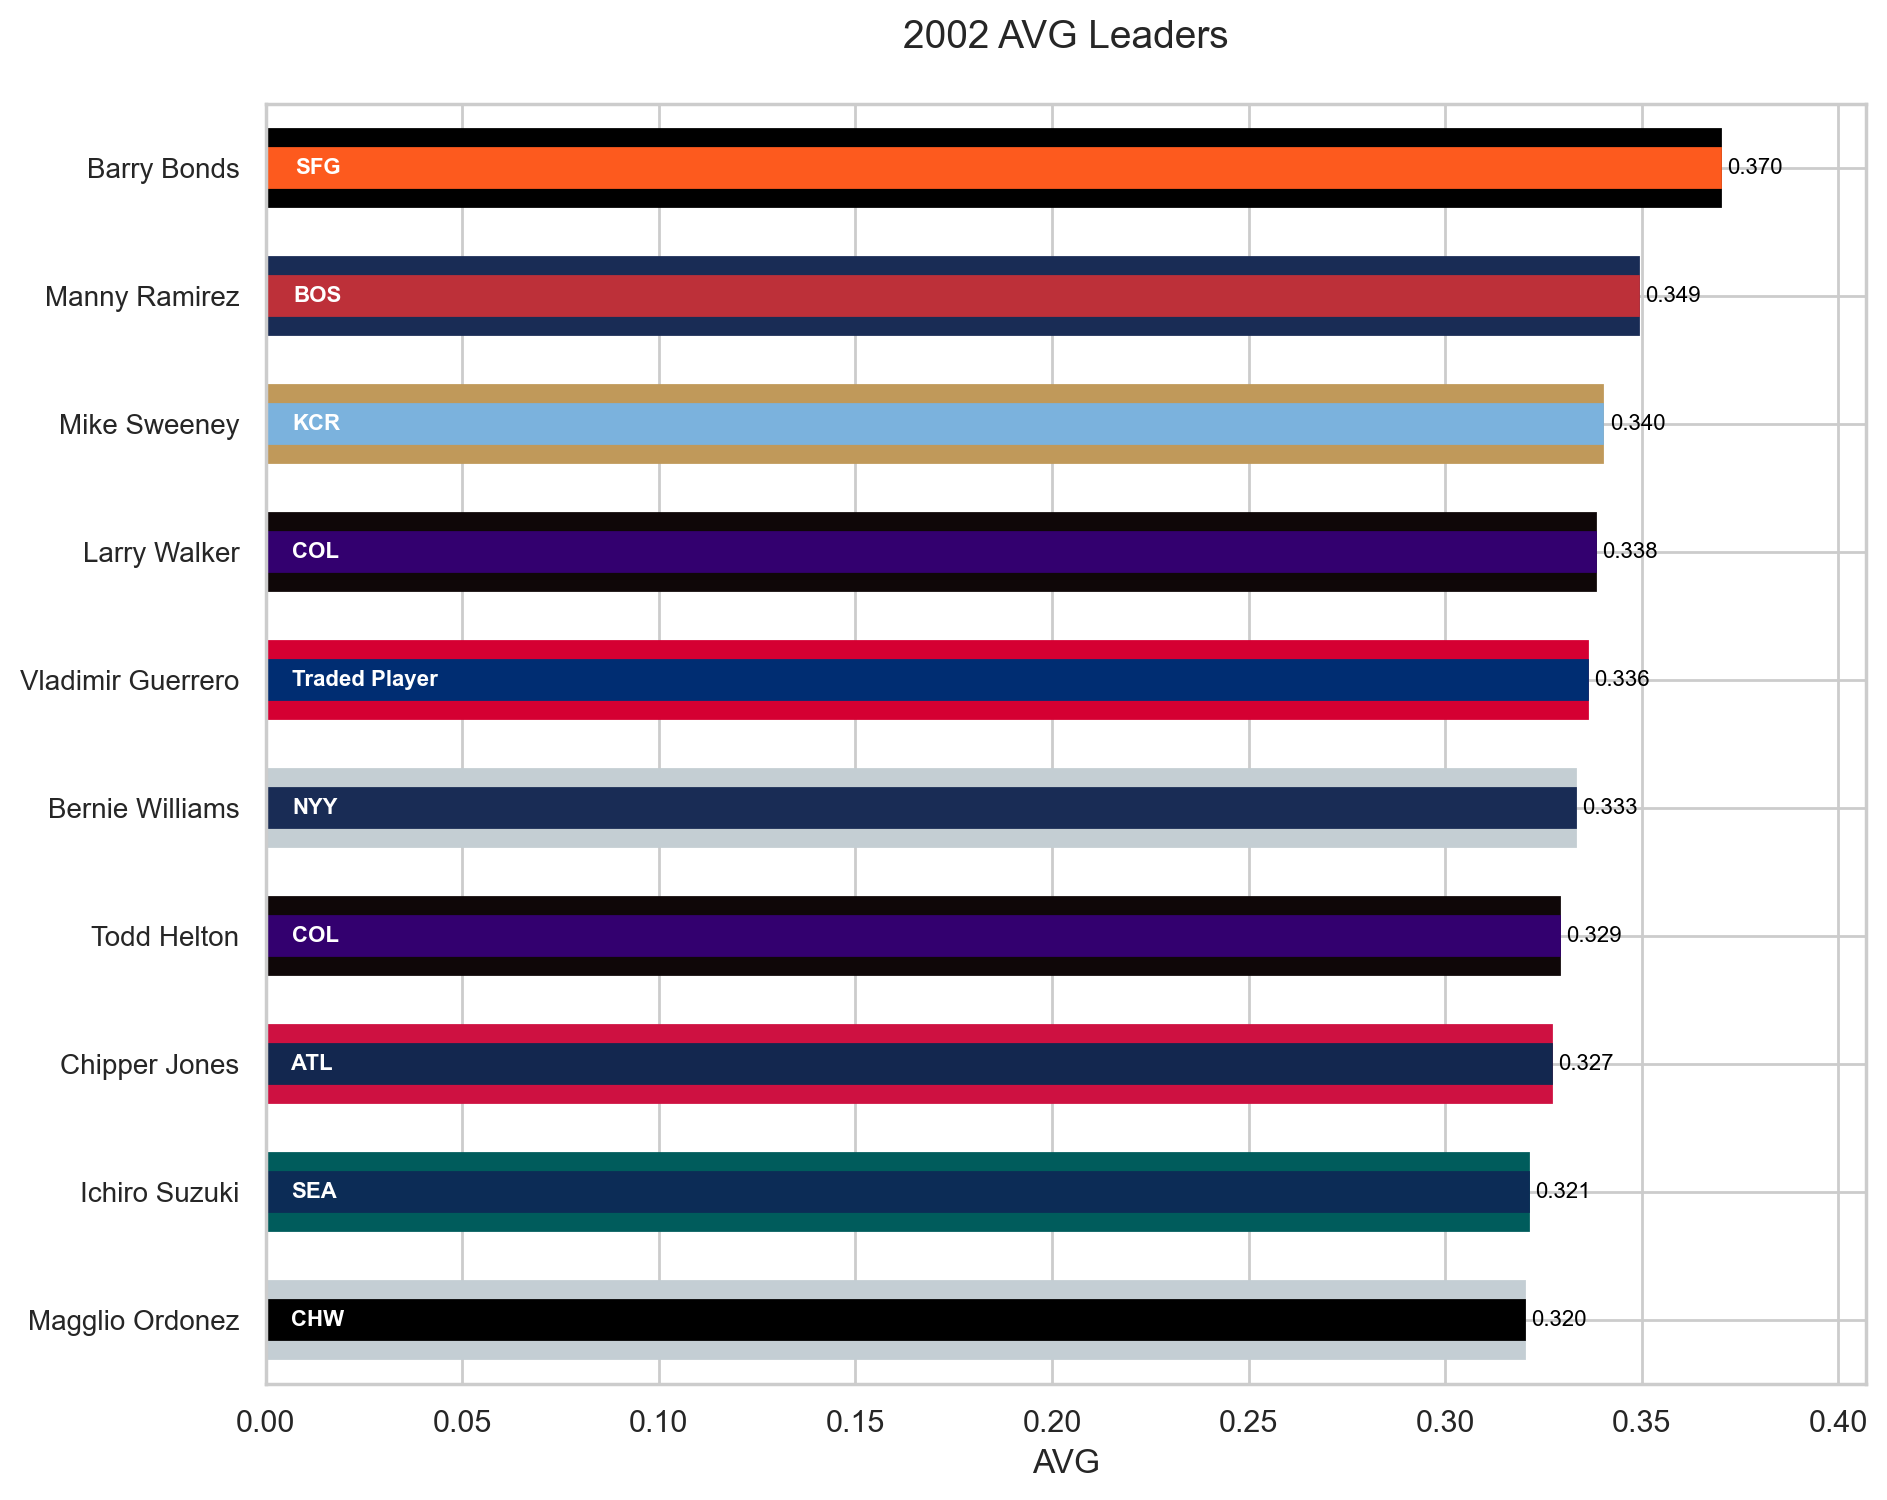 2002 AVG Leaders
Barry Bonds SFG 0.370
Manny Ramirez BOS 0.349
Mike Sweeney KCR 0.340
Larry Walker COL 0.338
Vladimir Guerrero Traded Player 0.336
Bernie Williams NYY 0.333
Todd Helton COL 0.329
Chipper Jones ATL 0.327
Ichiro Suzuki SEA 0.321
Magglio Ordonez CHW 0.320
0.00 0.05 0.10 0.15 0.20 0.25 0.30 0.35 0.40
AVG